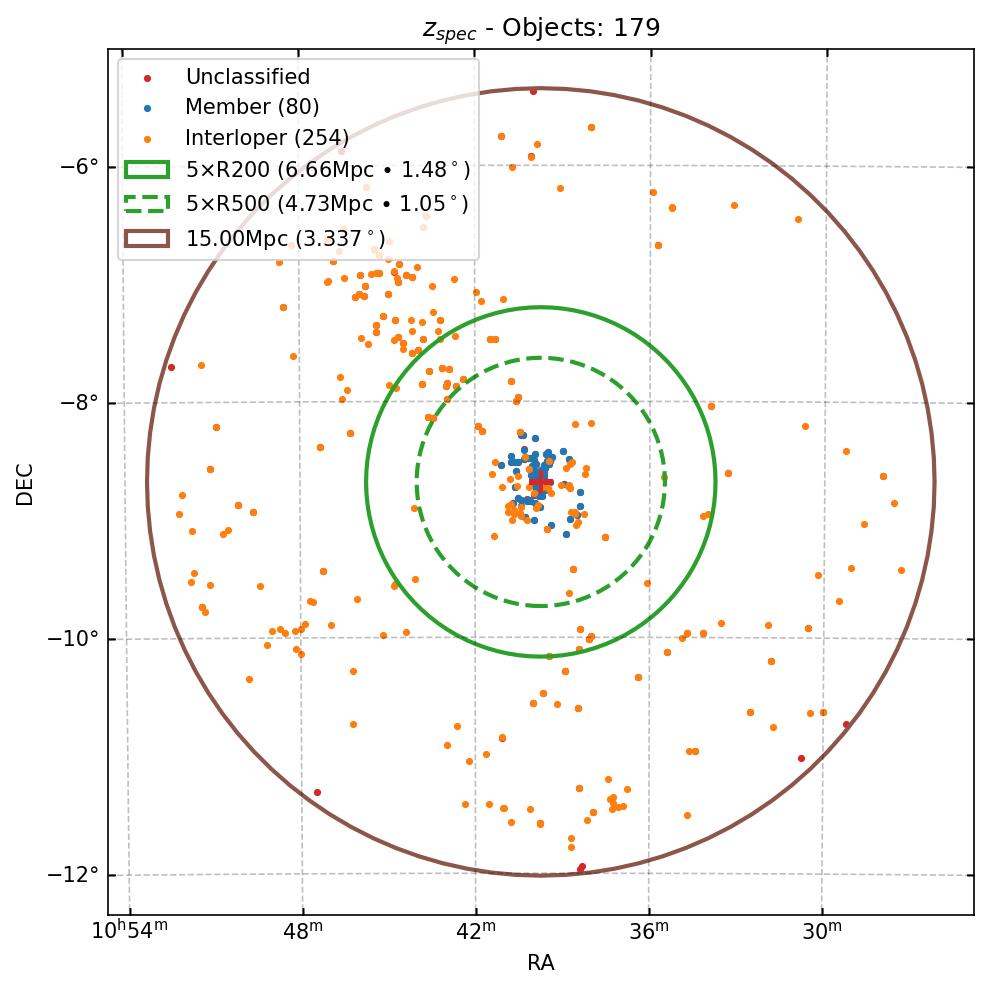 z_spec - Objects: 179
Unclassified
Member (80)
Interloper (254)
5×R200 (6.66Mpc • 1.48°)
5×R500 (4.73Mpc • 1.05°)
15.00Mpc (3.337°)
−6°
−8°
DEC
−10°
−12°
10ʰ54ᵐ 48ᵐ 42ᵐ 36ᵐ 30ᵐ
RA